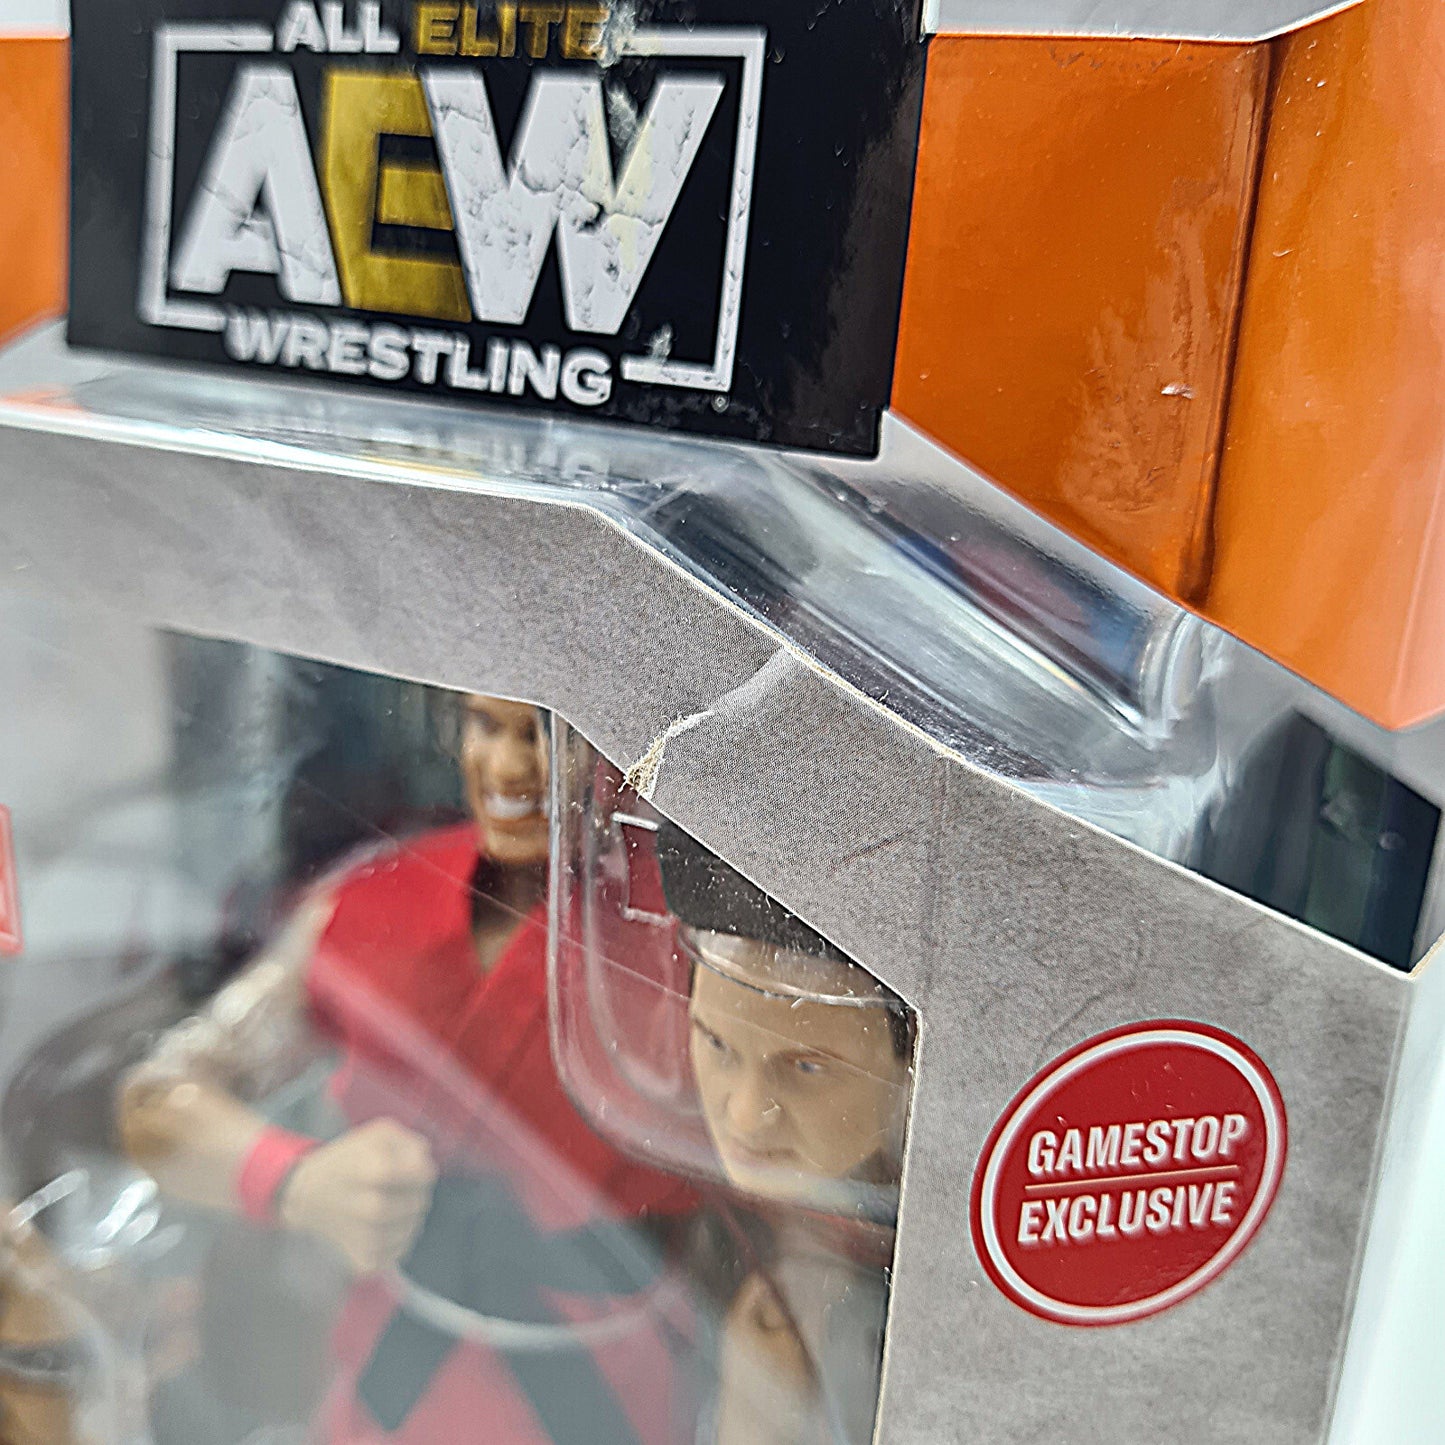 ALL ELITE
AEW
WRESTLING
GAMESTOP
EXCLUSIVE